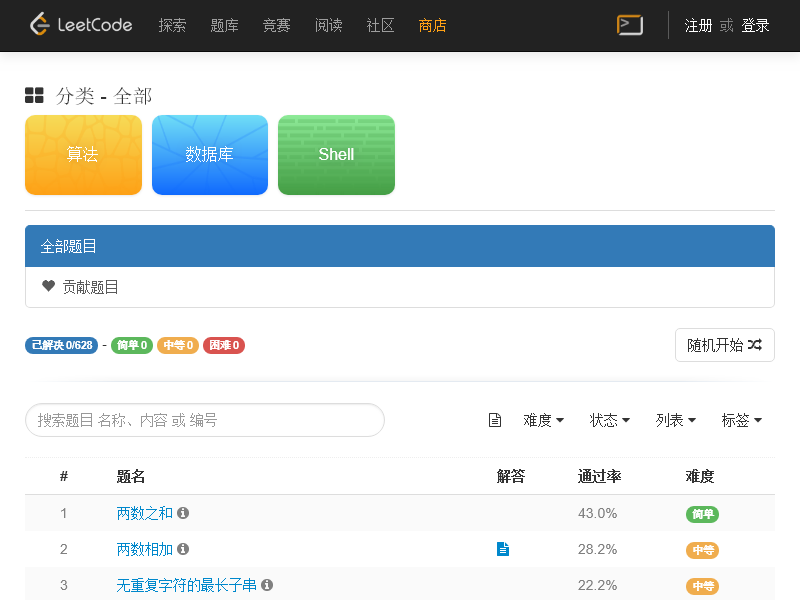 LeetCode 探索 题库 竞赛 阅读 社区 商店 注册 或 登录
分类 - 全部
算法 数据库 Shell
全部题目
贡献题目
已解决 0/628 - 简单 0 中等 0 困难 0 随机开始
搜索题目 名称、内容 或 编号 难度 状态 列表 标签
# 题名 解答 通过率 难度
1 两数之和 43.0% 简单
2 两数相加 28.2% 中等
3 无重复字符的最长子串 22.2% 中等